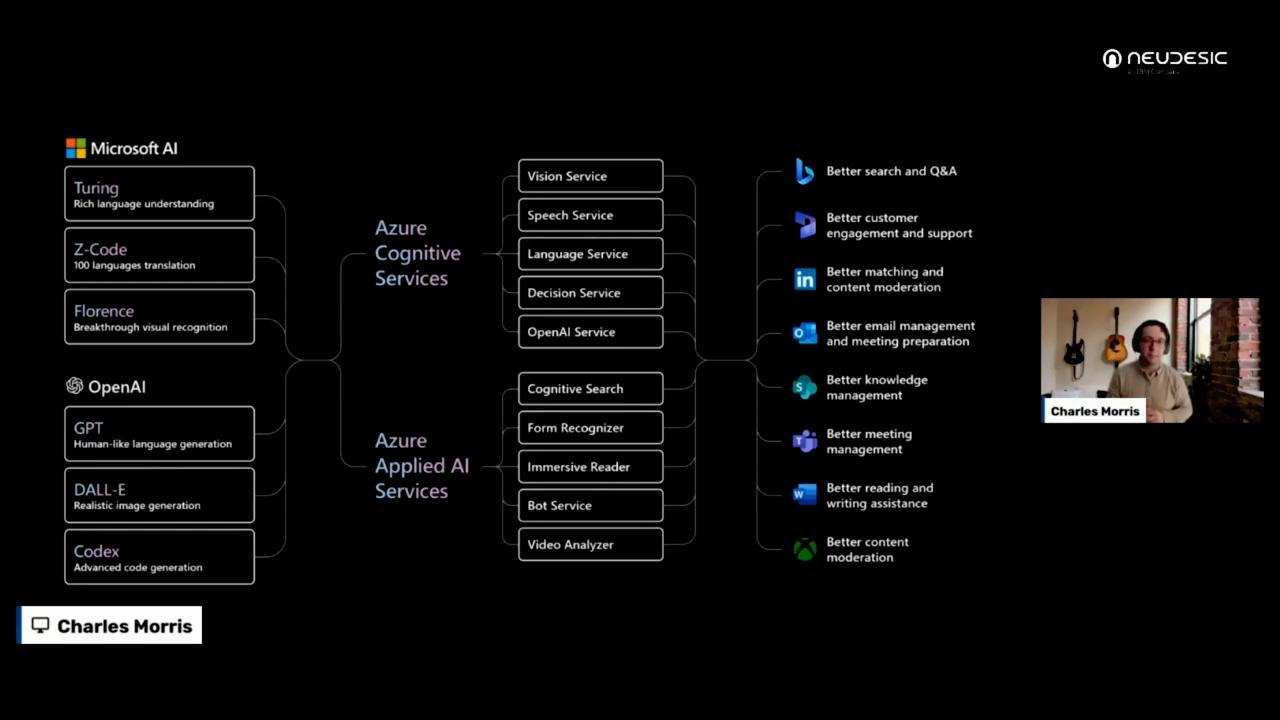 NEUDESIC
an IBM Company
Microsoft AI
Turing
Rich language understanding
Z-Code
100 languages translation
Florence
Breakthrough visual recognition
OpenAI
GPT
Human-like language generation
DALL-E
Realistic image generation
Codex
Advanced code generation
Azure
Cognitive
Services
Azure
Applied AI
Services
Vision Service
Speech Service
Language Service
Decision Service
OpenAI Service
Cognitive Search
Form Recognizer
Immersive Reader
Bot Service
Video Analyzer
Better search and Q&A
Better customer
engagement and support
in
Better matching and
content moderation
Better email management
and meeting preparation
Better knowledge
management
Better meeting
management
Better reading and
writing assistance
Better content
moderation
Charles Morris
Charles Morris